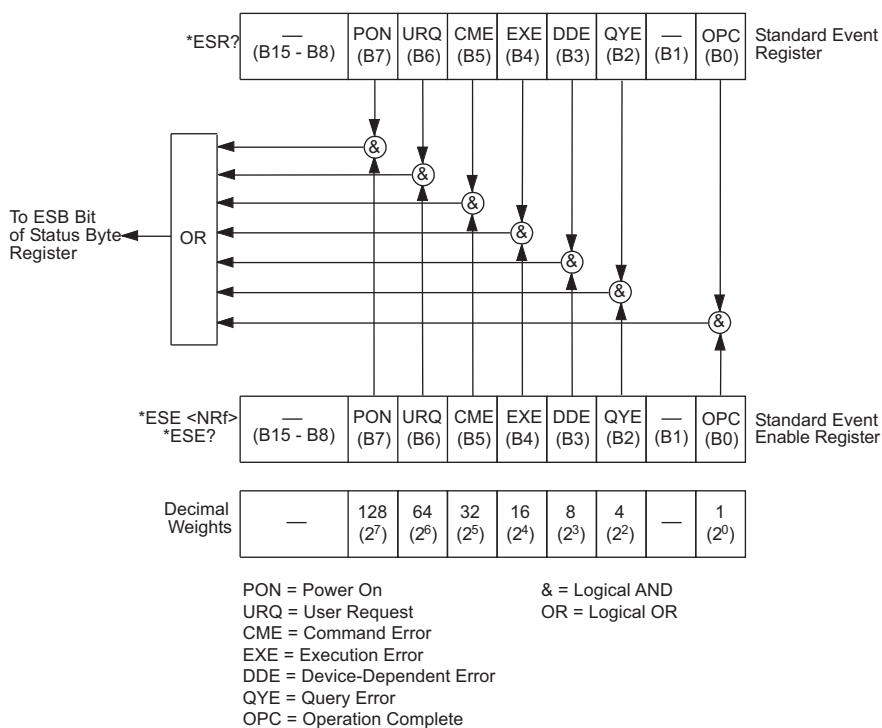 *ESR?
— (B15 - B8) PON (B7) URQ (B6) CME (B5) EXE (B4) DDE (B3) QYE (B2) — (B1) OPC (B0)
Standard Event
Register
& & & & & & &
To ESB Bit
of Status Byte
Register
OR
*ESE <NRf>
*ESE?
— (B15 - B8) PON (B7) URQ (B6) CME (B5) EXE (B4) DDE (B3) QYE (B2) — (B1) OPC (B0)
Standard Event
Enable Register
Decimal
Weights
— 128 (2⁷) 64 (2⁶) 32 (2⁵) 16 (2⁴) 8 (2³) 4 (2²) — 1 (2⁰)
PON = Power On
URQ = User Request
CME = Command Error
EXE = Execution Error
DDE = Device-Dependent Error
QYE = Query Error
OPC = Operation Complete
& = Logical AND
OR = Logical OR